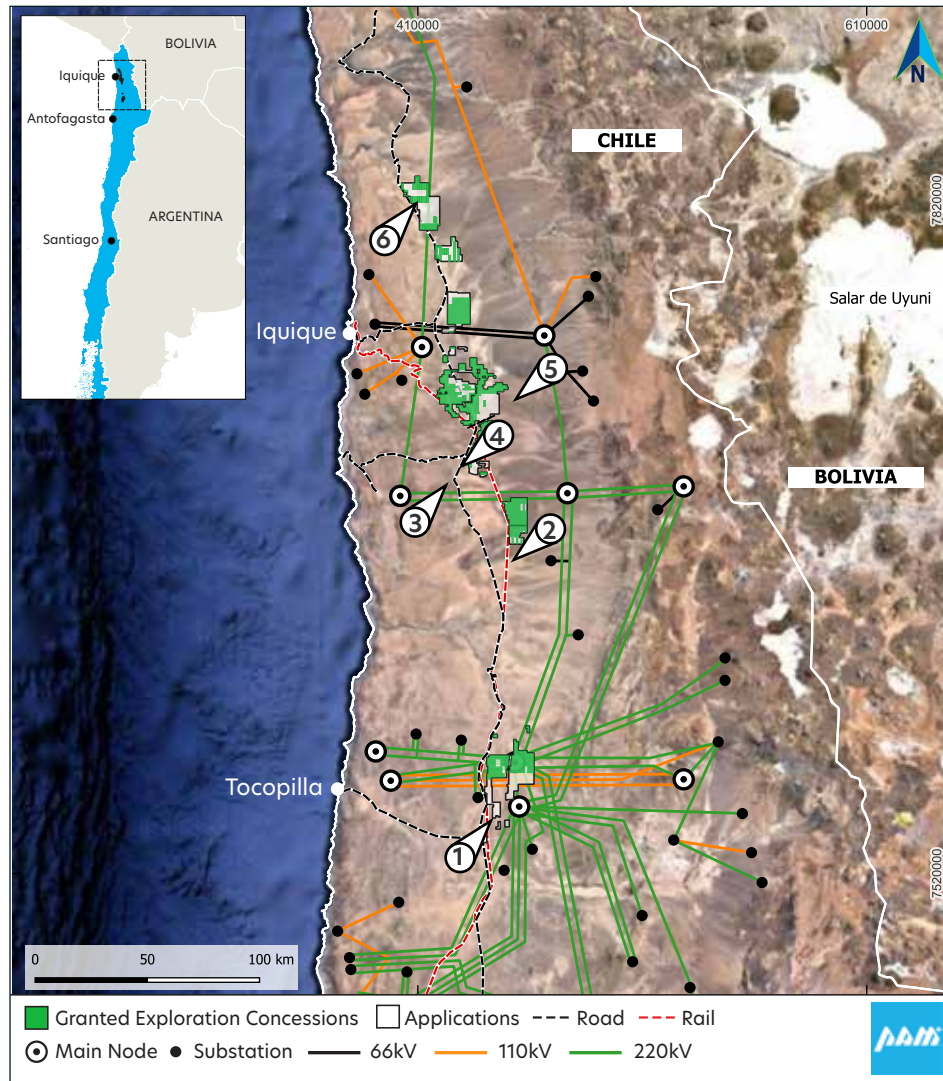 410000
610000
BOLIVIA
Iquique
Antofagasta
ARGENTINA
Santiago
N
CHILE
7820000
6
Salar de Uyuni
Iquique
5
4
BOLIVIA
3
2
Tocopilla
1
7520000
0 50 100 km
Granted Exploration Concessions Applications Road Rail
Main Node Substation 66kV 110kV 220kV
pam